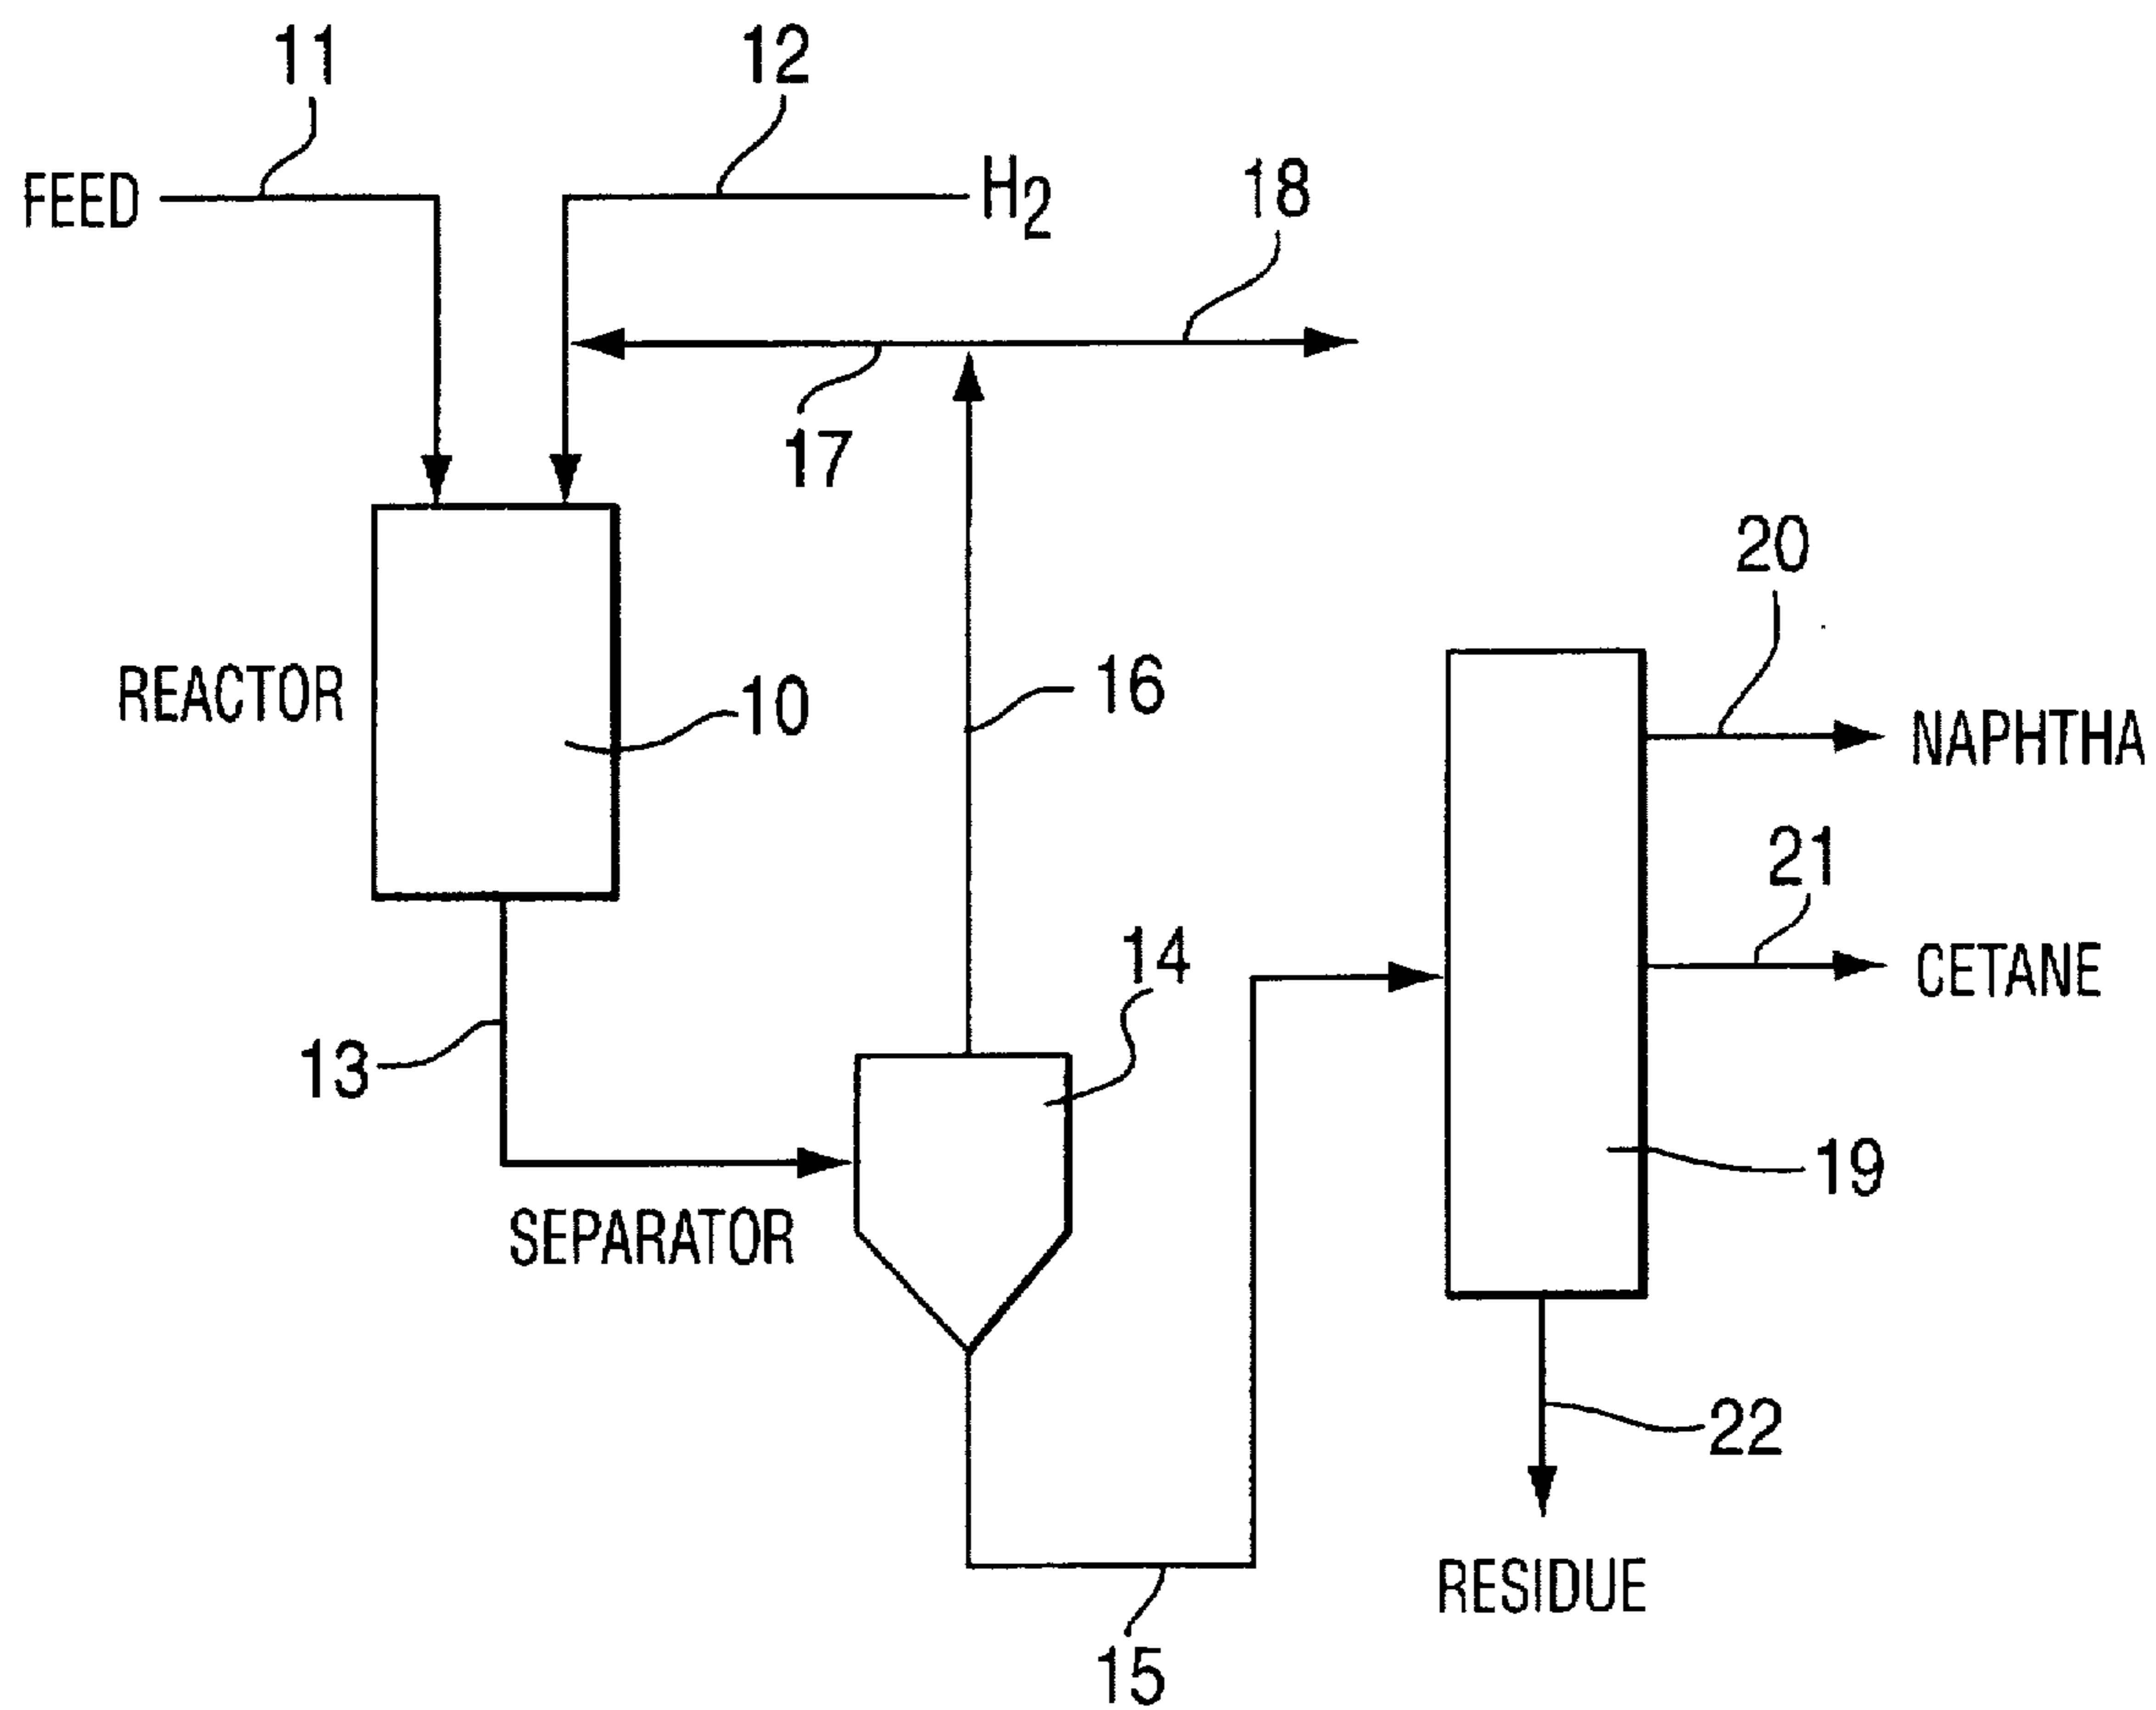 11
12
FEED
H2
18
17
20
REACTOR
10
16
NAPHTHA
21
14
CETANE
13
19
SEPARATOR
22
RESIDUE
15